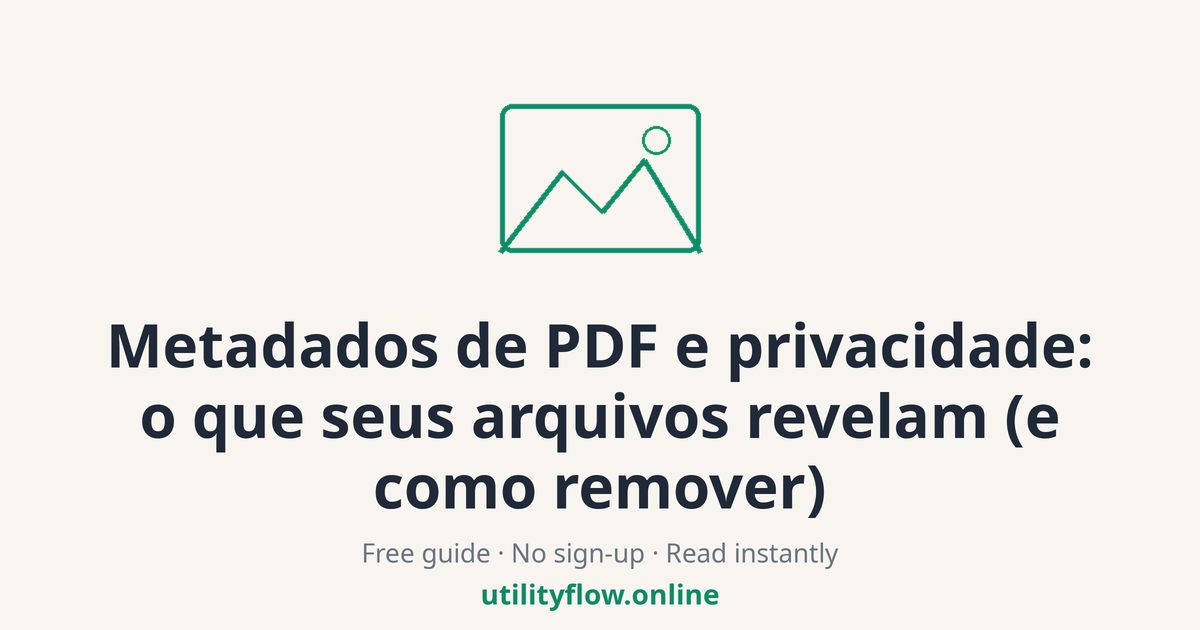 Metadados de PDF e privacidade:
o que seus arquivos revelam (e
como remover)
Free guide · No sign-up · Read instantly
utilityflow.online